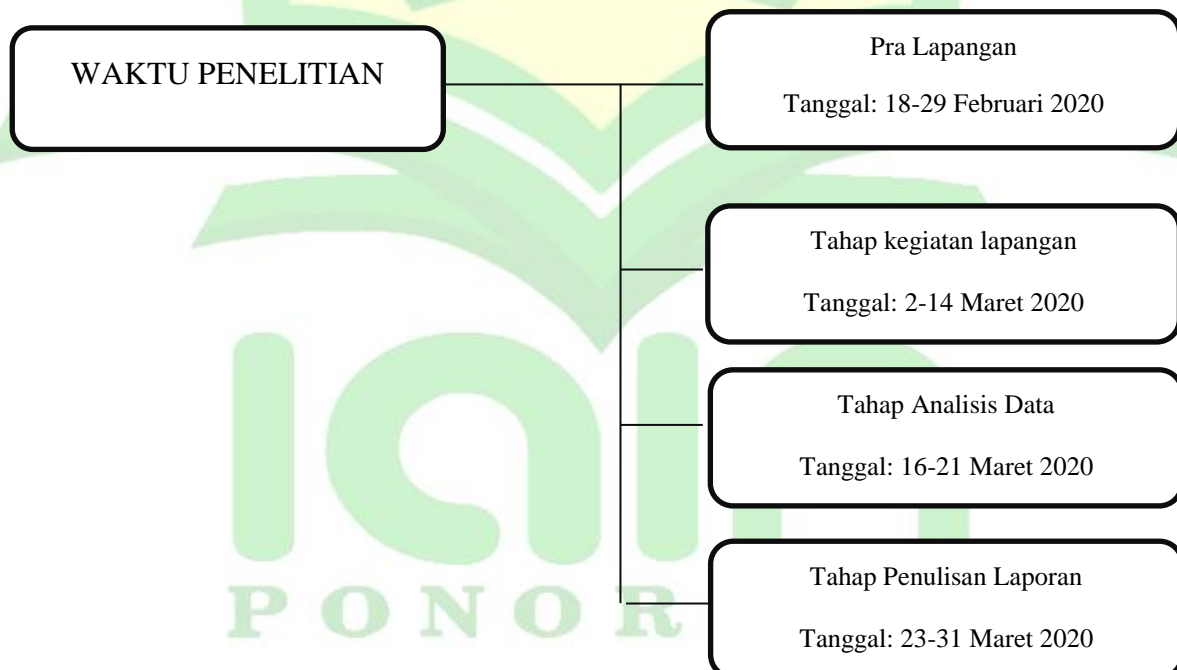 WAKTU PENELITIAN
Pra Lapangan
Tanggal: 18-29 Februari 2020
Tahap kegiatan lapangan
Tanggal: 2-14 Maret 2020
Tahap Analisis Data
Tanggal: 16-21 Maret 2020
Tahap Penulisan Laporan
Tanggal: 23-31 Maret 2020
iain
PONOR